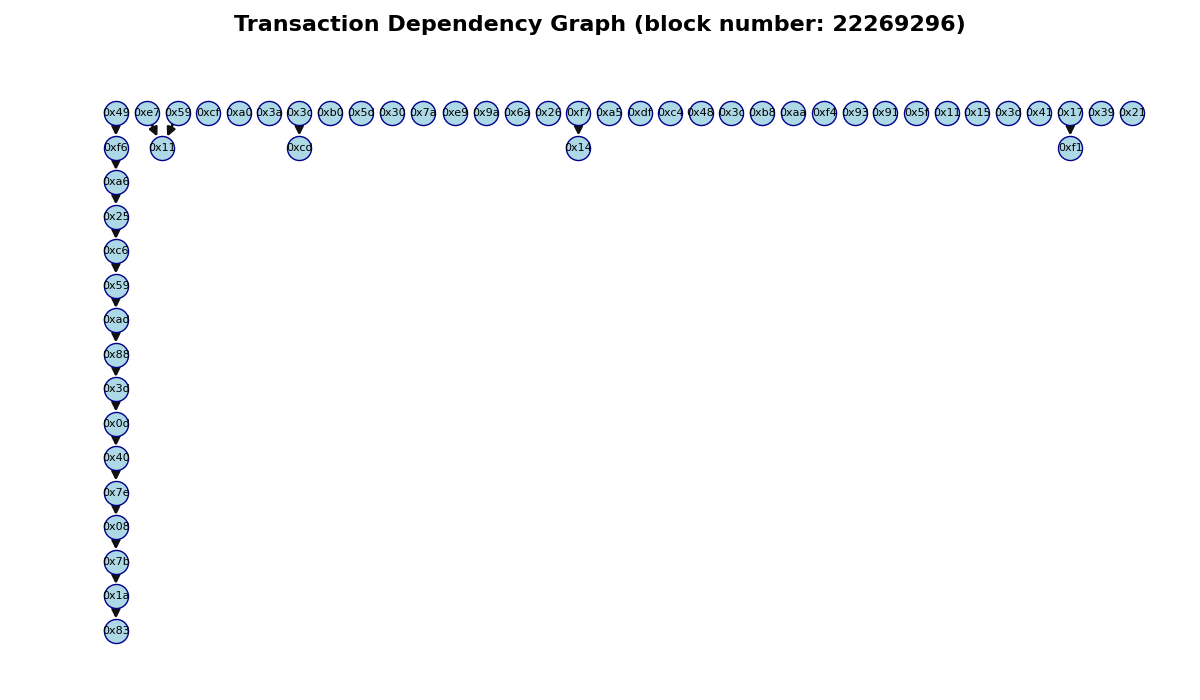 Transaction Dependency Graph (block number: 22269296)
0x49 0xe7 0x59 0xcf 0xa0 0x3a 0x3c 0xb0 0x5d 0x30 0x7a 0xe9 0x9a 0x6a 0x26 0xf7 0xa5 0xdf 0xc4 0x48 0x3c 0xb8 0xaa 0xf4 0x93 0x91 0x5f 0x11 0x15 0x3d 0x41 0x17 0x39 0x21
0xf6 0x11 0xcd 0x14 0xf1
0xa6
0x25
0xc6
0x59
0xad
0x88
0x3d
0x0d
0x40
0x7e
0x08
0x7b
0x1a
0x83